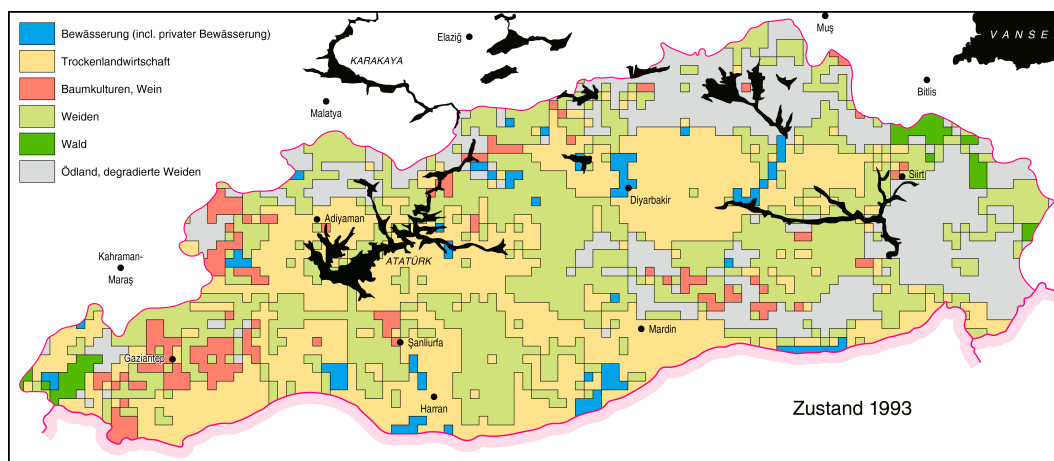 Bewässerung (incl. privater Bewässerung)
Trockenlandwirtschaft
Baumkulturen, Wein
Weiden
Wald
Ödland, degradierte Weiden
Elaziğ
KARAKAYA
Malatya
Muş
VANSE
Bitlis
Siirt
Diyarbakir
Adiyaman
ATATÜRK
Kahraman-
Maraş
Mardin
Şanliurfa
Gaziantep
Harran
Zustand 1993